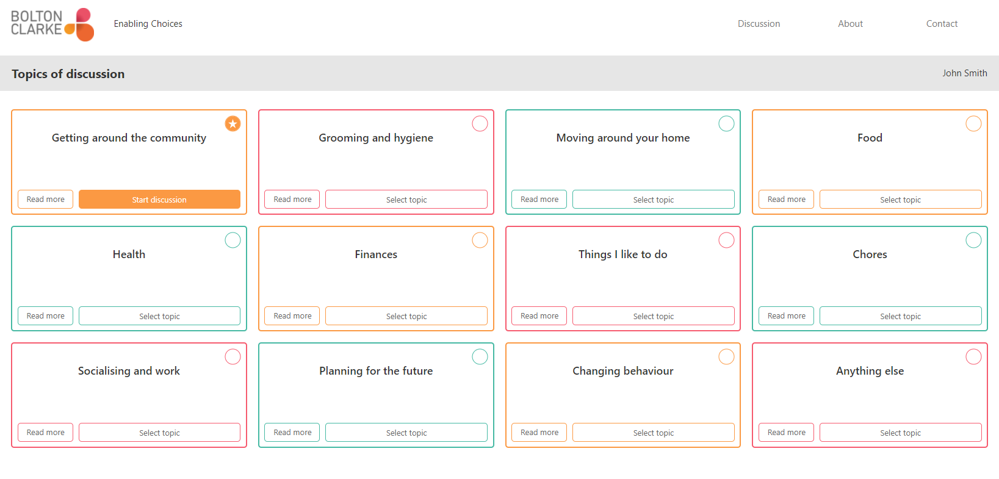 BOLTON
CLARKE
Enabling Choices
Discussion
About
Contact
Topics of discussion
John Smith
Getting around the community
Read more
Start discussion
Grooming and hygiene
Read more
Select topic
Moving around your home
Read more
Select topic
Food
Read more
Select topic
Health
Read more
Select topic
Finances
Read more
Select topic
Things I like to do
Read more
Select topic
Chores
Read more
Select topic
Socialising and work
Read more
Select topic
Planning for the future
Read more
Select topic
Changing behaviour
Read more
Select topic
Anything else
Read more
Select topic